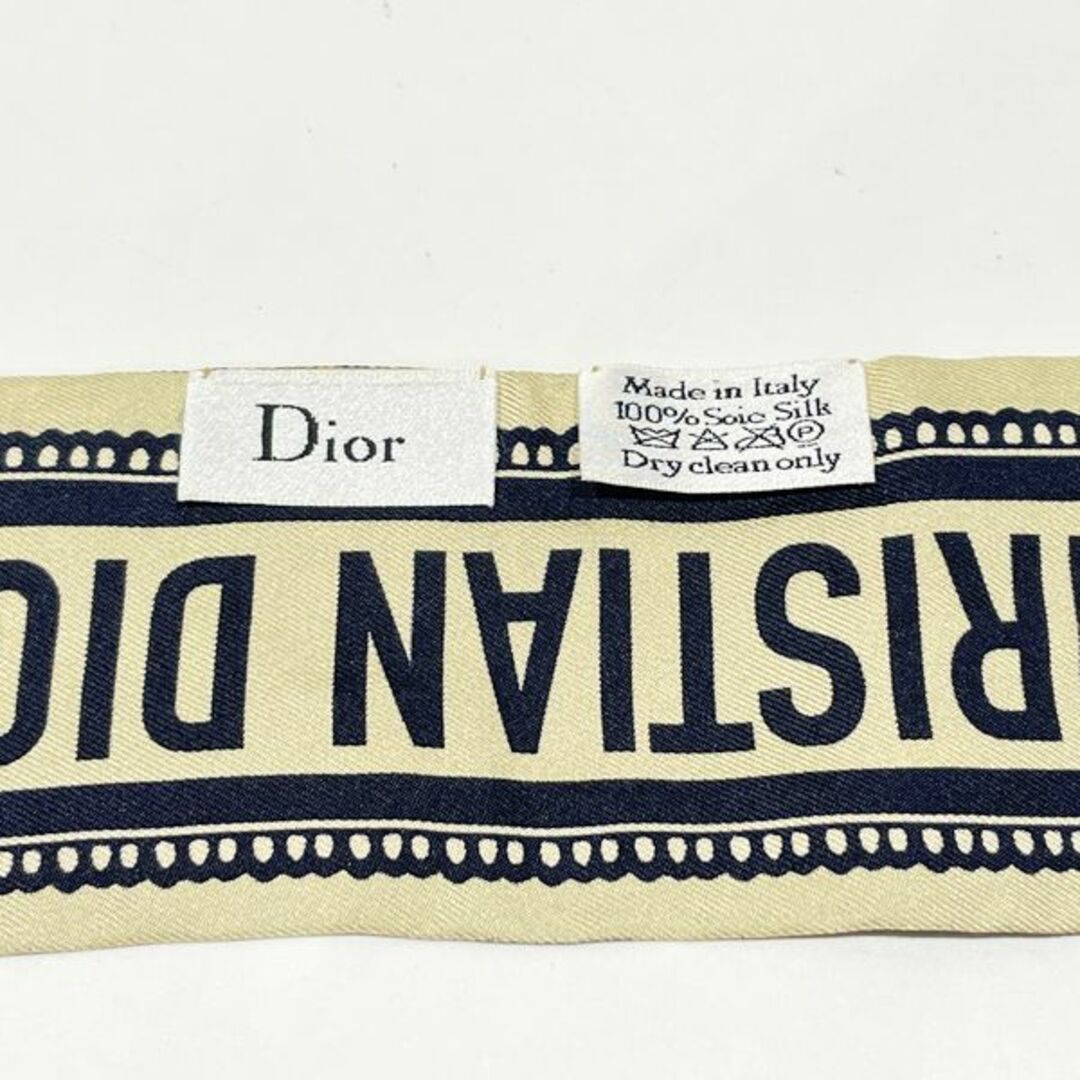 Dior
Made in Italy
100% Soie Silk
P
Dry clean only
RISTIAN DIO